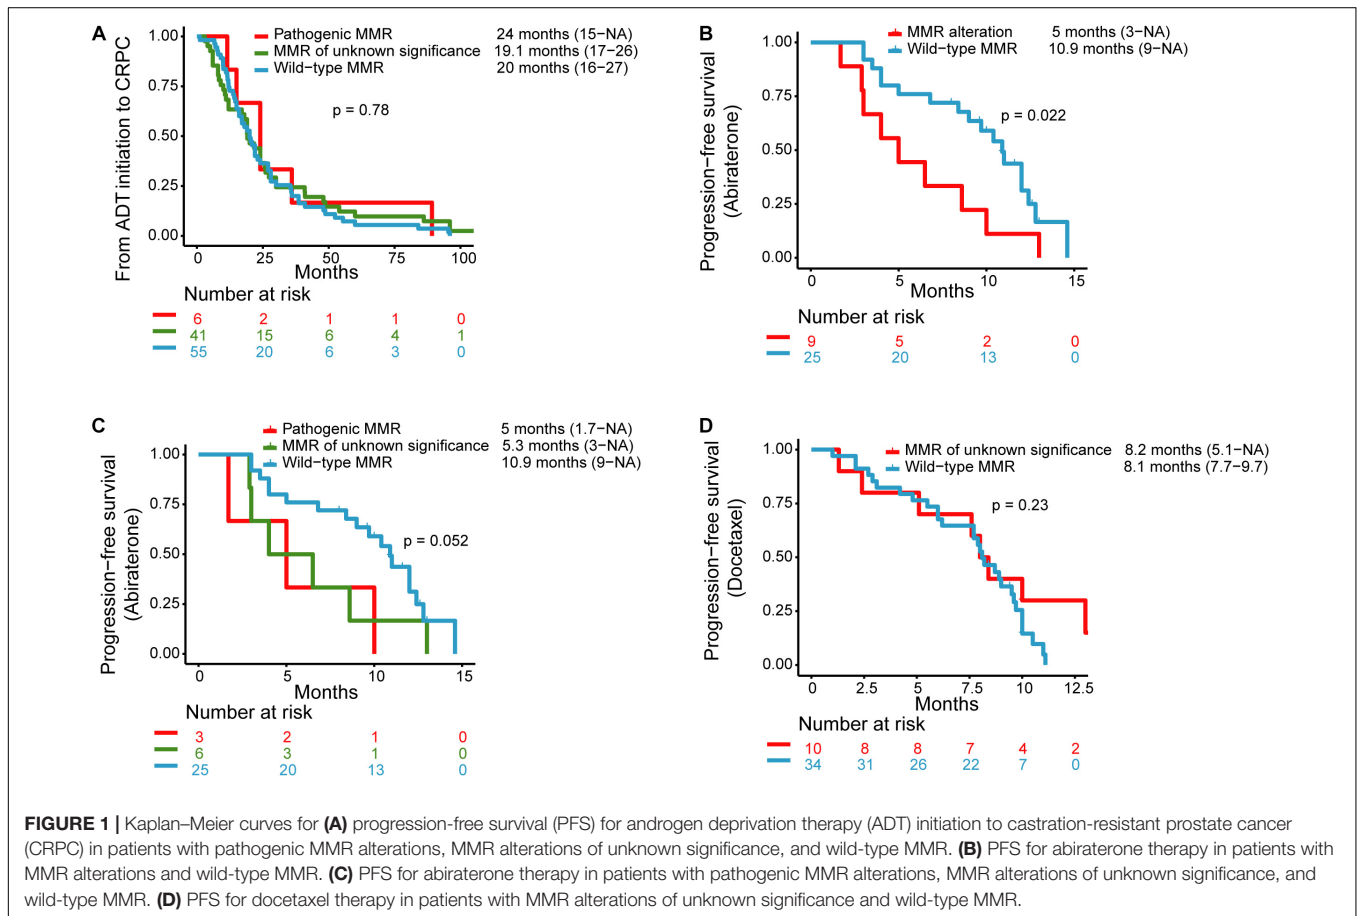 A
Pathogenic MMR 24 months (15−NA)
MMR of unknown significance 19.1 months (17−26)
Wild−type MMR 20 months (16−27)
p = 0.78
From ADT initiation to CRPC
1.00
0.75
0.50
0.25
0.00
0 25 50 75 100
Months
Number at risk
6 2 1 1 0
41 15 6 4 1
55 20 6 3 0
B
MMR alteration 5 months (3−NA)
Wild−type MMR 10.9 months (9−NA)
p = 0.022
Progression−free survival
(Abiraterone)
1.00
0.75
0.50
0.25
0.00
0 5 10 15
Months
Number at risk
9 5 2 0
25 20 13 0
C
Pathogenic MMR 5 months (1.7−NA)
MMR of unknown significance 5.3 months (3−NA)
Wild−type MMR 10.9 months (9−NA)
p = 0.052
Progression−free survival
(Abiraterone)
1.00
0.75
0.50
0.25
0.00
0 5 10 15
Months
Number at risk
3 2 1 0
6 3 1 0
25 20 13 0
D
MMR of unknown significance 8.2 months (5.1−NA)
Wild−type MMR 8.1 months (7.7−9.7)
p = 0.23
Progression−free survival
(Docetaxel)
1.00
0.75
0.50
0.25
0.00
0 2.5 5 7.5 10 12.5
Months
Number at risk
10 8 8 7 4 2
34 31 26 22 7 0
FIGURE 1 | Kaplan–Meier curves for (A) progression-free survival (PFS) for androgen deprivation therapy (ADT) initiation to castration-resistant prostate cancer
(CRPC) in patients with pathogenic MMR alterations, MMR alterations of unknown significance, and wild-type MMR. (B) PFS for abiraterone therapy in patients with
MMR alterations and wild-type MMR. (C) PFS for abiraterone therapy in patients with pathogenic MMR alterations, MMR alterations of unknown significance, and
wild-type MMR. (D) PFS for docetaxel therapy in patients with MMR alterations of unknown significance and wild-type MMR.